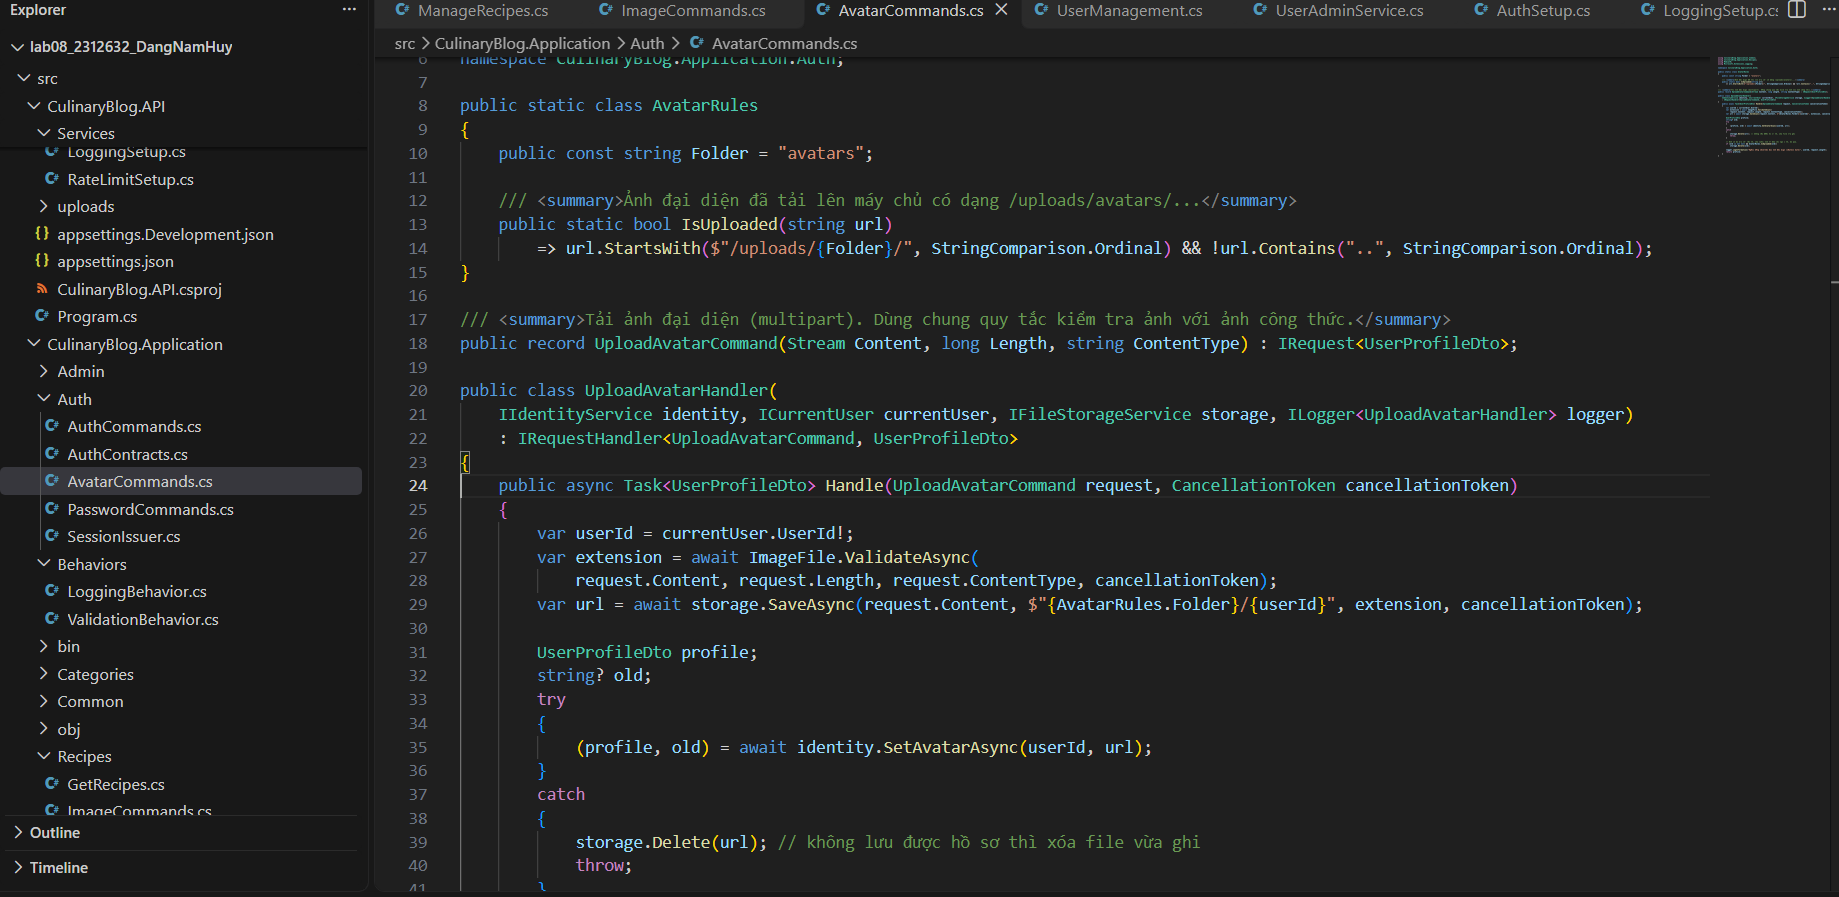 Explorer
lab08_2312632_DangNamHuy
src
CulinaryBlog.API
Services
LoggingSetup.cs
RateLimitSetup.cs
uploads
appsettings.Development.json
appsettings.json
CulinaryBlog.API.csproj
Program.cs
CulinaryBlog.Application
Admin
Auth
AuthCommands.cs
AuthContracts.cs
AvatarCommands.cs
PasswordCommands.cs
SessionIssuer.cs
Behaviors
LoggingBehavior.cs
ValidationBehavior.cs
bin
Categories
Common
obj
Recipes
GetRecipes.cs
ImageCommands.cs
Outline
Timeline
ManageRecipes.cs ImageCommands.cs AvatarCommands.cs UserManagement.cs UserAdminService.cs AuthSetup.cs LoggingSetup.cs
src > CulinaryBlog.Application > Auth > AvatarCommands.cs
6 namespace CulinaryBlog.Application.Auth;
7
8 public static class AvatarRules
9 {
10 public const string Folder = "avatars";
11
12 /// <summary>Ảnh đại diện đã tải lên máy chủ có dạng /uploads/avatars/...</summary>
13 public static bool IsUploaded(string url)
14 => url.StartsWith($"/uploads/{Folder}/", StringComparison.Ordinal) && !url.Contains("..", StringComparison.Ordinal);
15 }
16
17 /// <summary>Tải ảnh đại diện (multipart). Dùng chung quy tắc kiểm tra ảnh với ảnh công thức.</summary>
18 public record UploadAvatarCommand(Stream Content, long Length, string ContentType) : IRequest<UserProfileDto>;
19
20 public class UploadAvatarHandler(
21 IIdentityService identity, ICurrentUser currentUser, IFileStorageService storage, ILogger<UploadAvatarHandler> logger)
22 : IRequestHandler<UploadAvatarCommand, UserProfileDto>
23 {
24 public async Task<UserProfileDto> Handle(UploadAvatarCommand request, CancellationToken cancellationToken)
25 {
26 var userId = currentUser.UserId!;
27 var extension = await ImageFile.ValidateAsync(
28 request.Content, request.Length, request.ContentType, cancellationToken);
29 var url = await storage.SaveAsync(request.Content, $"{AvatarRules.Folder}/{userId}", extension, cancellationToken);
30
31 UserProfileDto profile;
32 string? old;
33 try
34 {
35 (profile, old) = await identity.SetAvatarAsync(userId, url);
36 }
37 catch
38 {
39 storage.Delete(url); // không lưu được hồ sơ thì xóa file vừa ghi
40 throw;
41 }